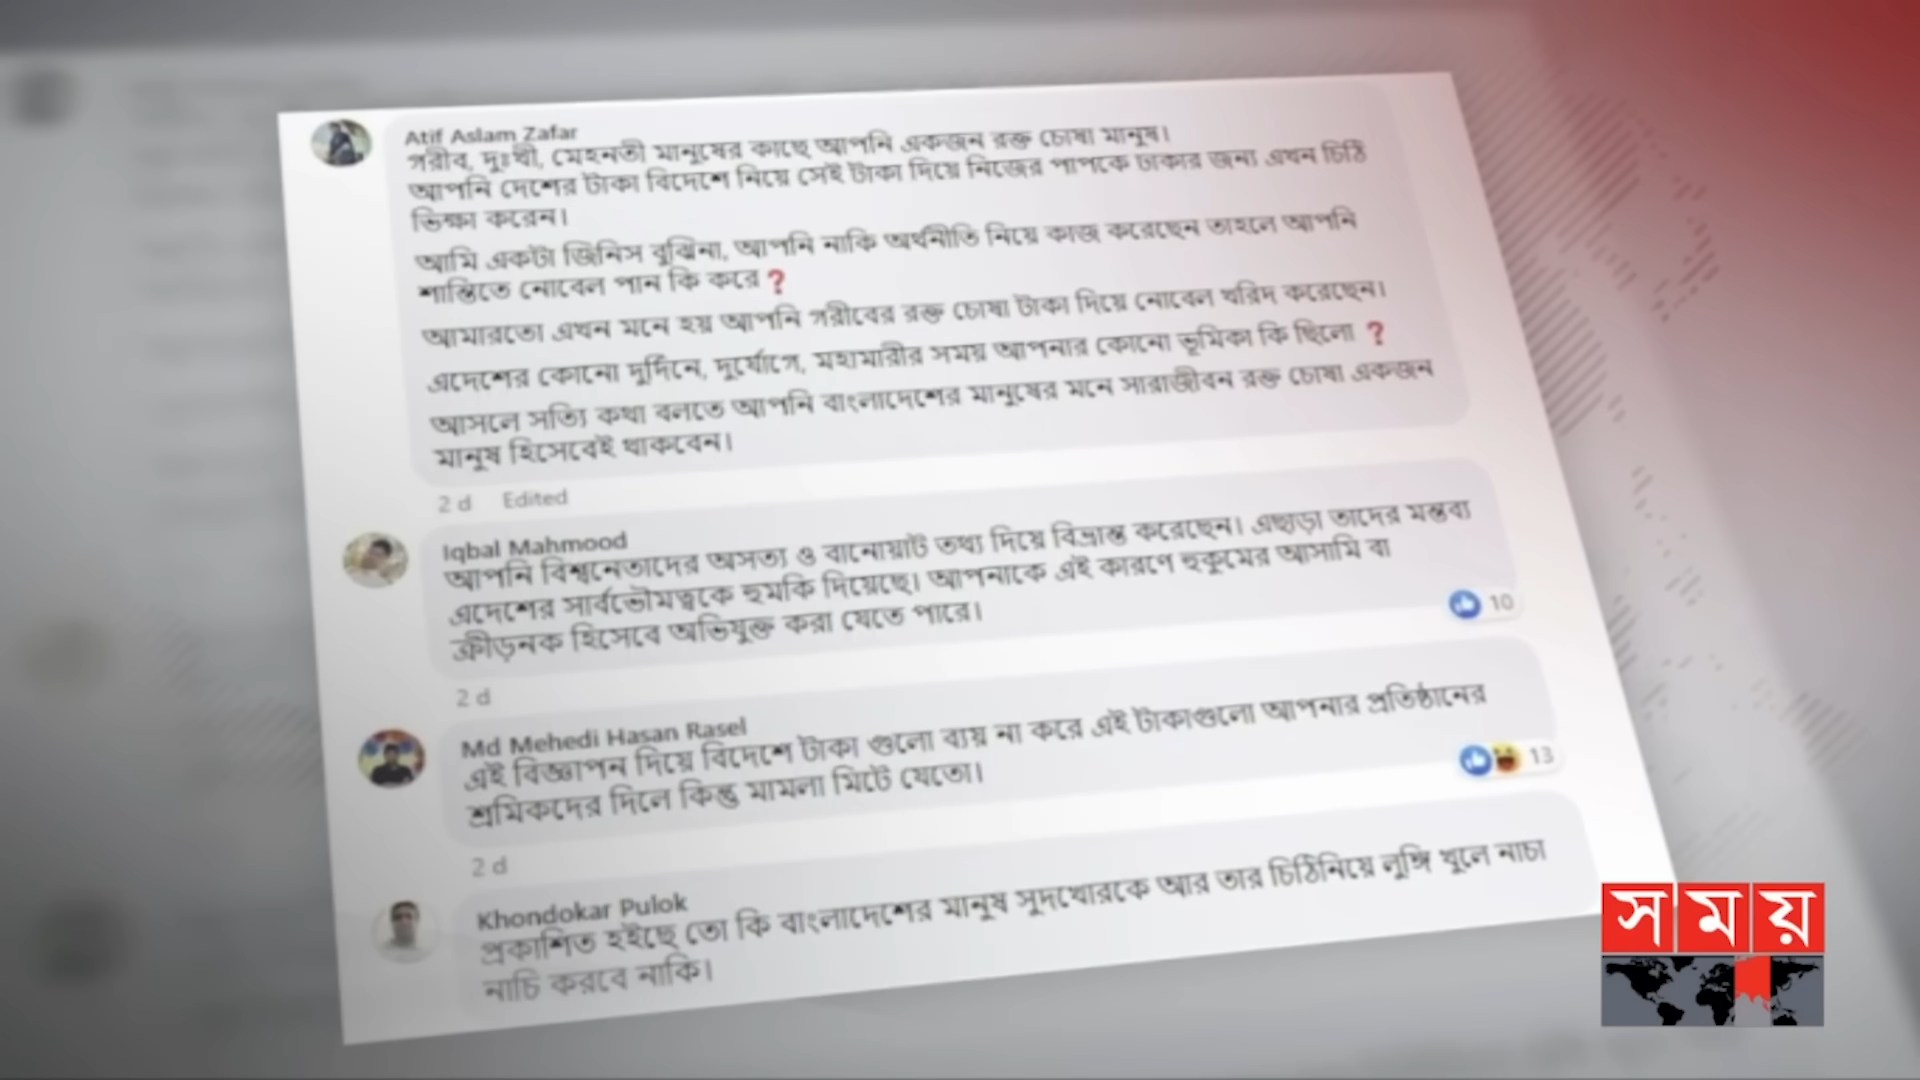 Atif Aslam Zafar
গরীব, দুঃখী, মেহনতী মানুষের কাছে আপনি একজন রক্ত চোষা মানুষ।
আপনি দেশের টাকা বিদেশে নিয়ে সেই টাকা দিয়ে নিজের পাপকে ঢাকার জন্য এখন চিঠি
ভিক্ষা করেন।
আমি একটা জিনিস বুঝিনা, আপনি নাকি অর্থনীতি নিয়ে কাজ করেছেন তাহলে আপনি
শান্তিতে নোবেল পান কি করে❓
আমারতো এখন মনে হয় আপনি গরীবের রক্ত চোষা টাকা দিয়ে নোবেল খরিদ করেছেন।
এদেশের কোনো দুর্দিনে, দুর্যোগে, মহামারীর সময় আপনার কোনো ভূমিকা কি ছিলো ❓
আসলে সত্যি কথা বলতে আপনি বাংলাদেশের মানুষের মনে সারাজীবন রক্ত চোষা একজন
মানুষ হিসেবেই থাকবেন।
2 d Edited
Iqbal Mahmood
আপনি বিশ্বনেতাদের অসত্য ও বানোয়াট তথ্য দিয়ে বিভ্রান্ত করেছেন। এছাড়া তাদের মন্তব্য
এদেশের সার্বভৌমত্বকে হুমকি দিয়েছে। আপনাকে এই কারণে হুকুমের আসামি বা
ক্রীড়নক হিসেবে অভিযুক্ত করা যেতে পারে।
10
2 d
Md Mehedi Hasan Rasel
এই বিজ্ঞাপন দিয়ে বিদেশে টাকা গুলো ব্যয় না করে এই টাকাগুলো আপনার প্রতিষ্ঠানের
শ্রমিকদের দিলে কিন্তু মামলা মিটে যেতো।
13
2 d
Khondokar Pulok
প্রকাশিত হইছে তো কি বাংলাদেশের মানুষ সুদখোরকে আর তার চিঠিনিয়ে লুঙ্গি খুলে নাচা
নাচি করবে নাকি।
সময়